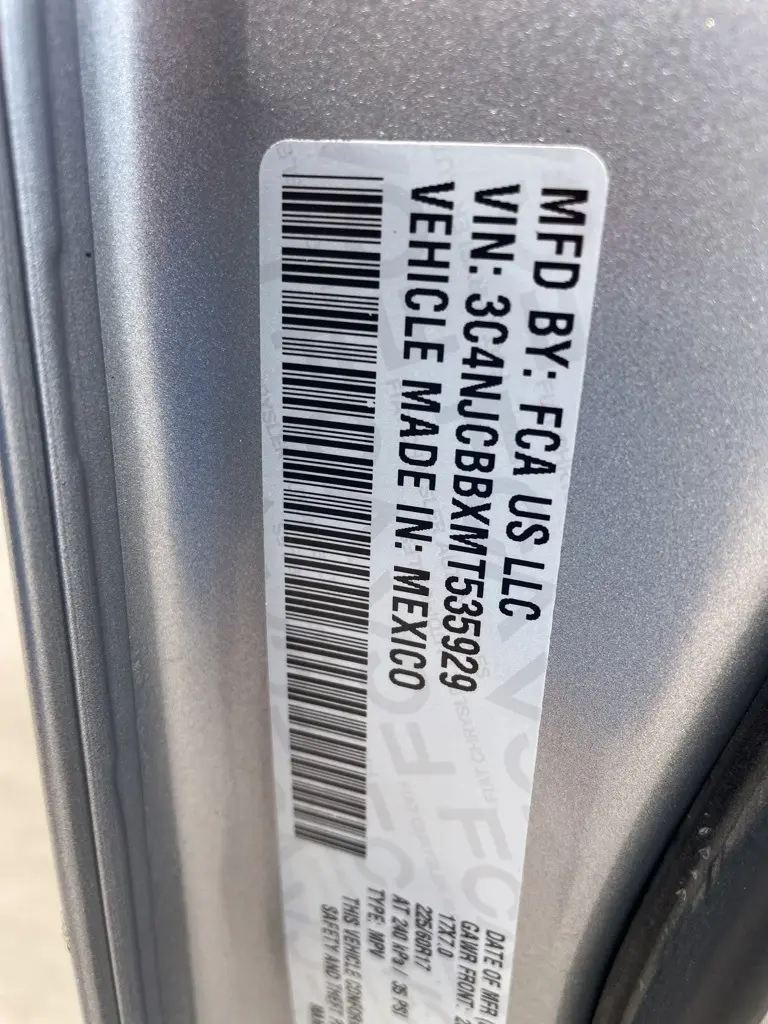 MFD BY: FCA US LLC
VIN: 3C4NJCBBXMT535929
VEHICLE MADE IN: MEXICO
DATE OF MFR
GAWR FRONT:
17X7.0
225/60R17
AT 240 kPa / 35 PSI
TYPE: MPV
THIS VEHICLE
SAFETY AND THEFT